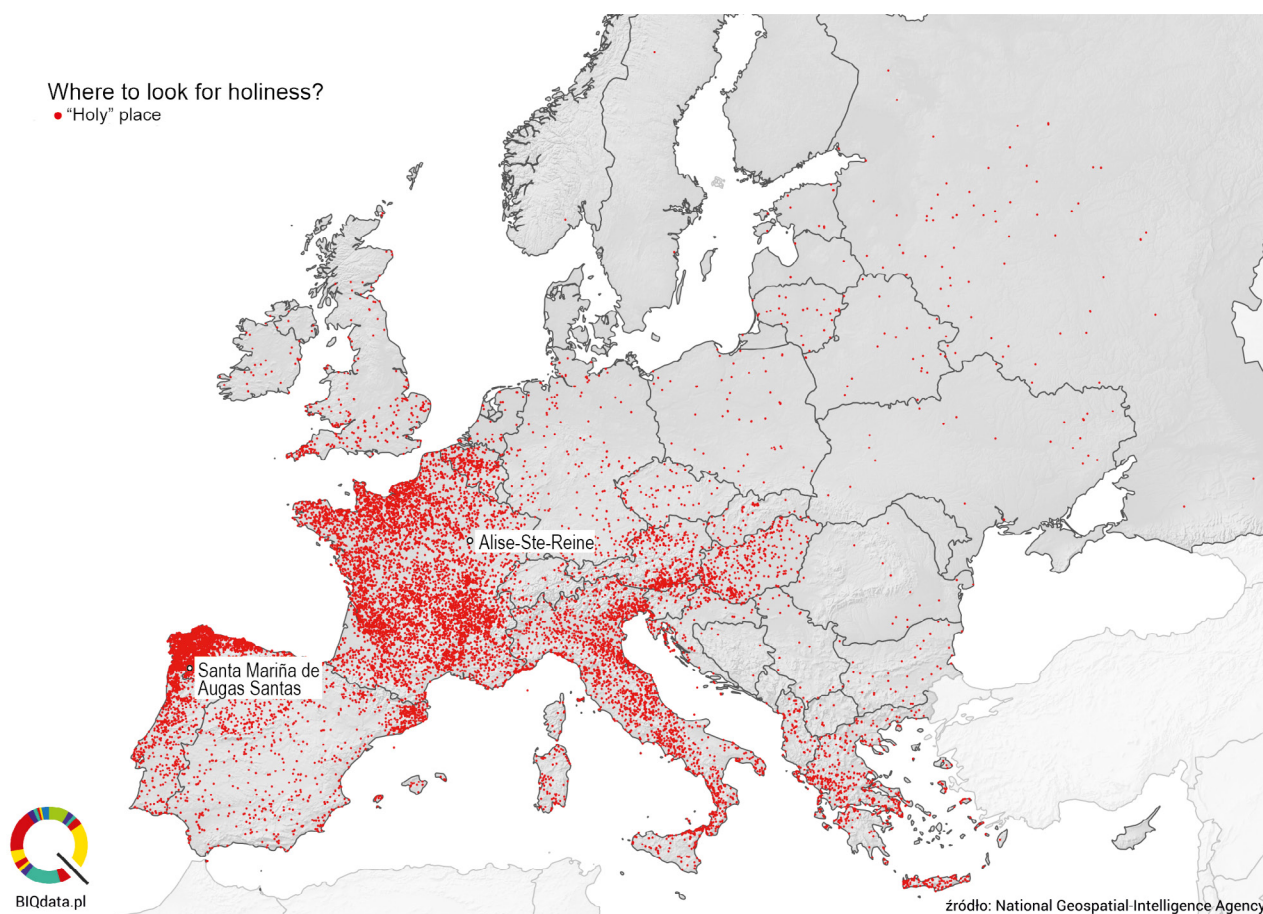 Where to look for holiness?
“Holy” place
Alise-Ste-Reine
Santa Mariña de
Augas Santas
BIQdata.pl
źródło: National Geospatial-Intelligence Agency